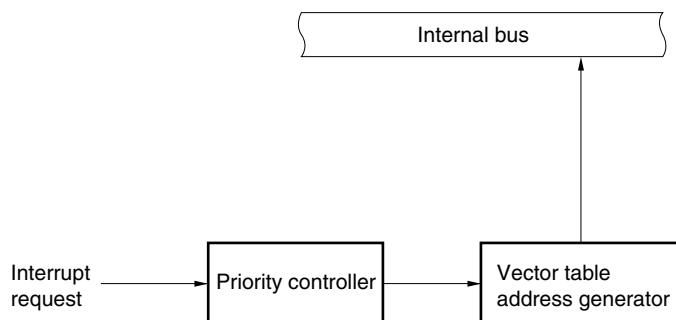 Internal bus
Interrupt
request
Priority controller
Vector table
address generator